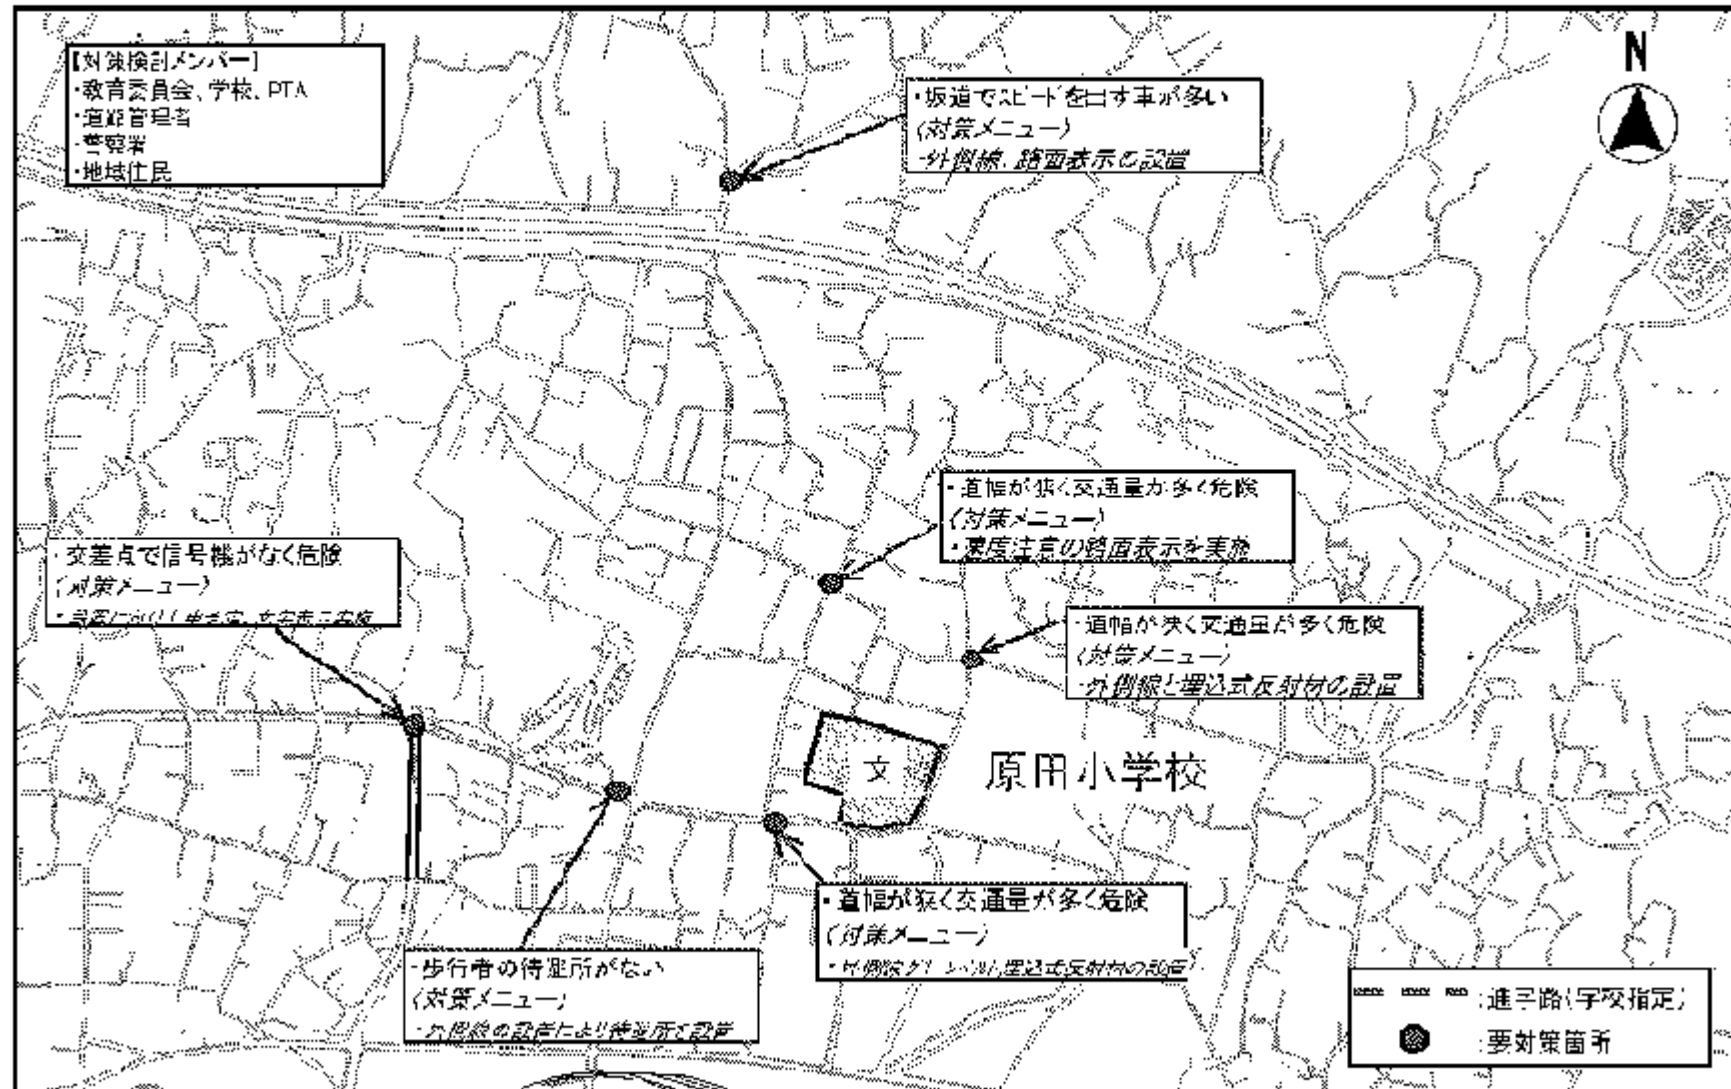 【対策検討メンバー】
・教育委員会、学校、PTA
・道路管理者
・警察署
・地域住民
N
・坂道でスピードを出す車が多い
(対策メニュー)
・外側線、路面表示の設置
・道幅が狭く交通量が多く危険
(対策メニュー)
・速度注意の路面表示を実施
・交差点で信号機がなく危険
(対策メニュー)
・道幅が狭く交通量が多く危険
(対策メニュー)
・外側線と埋込式反射材の設置
文
原田小学校
・道幅が狭く交通量が多く危険
(対策メニュー)
埋込式反射材の設置
・歩行者の待避所がない
(対策メニュー)
・外側線の設置により待避所を設置
:通学路(学校指定)
:要対策箇所